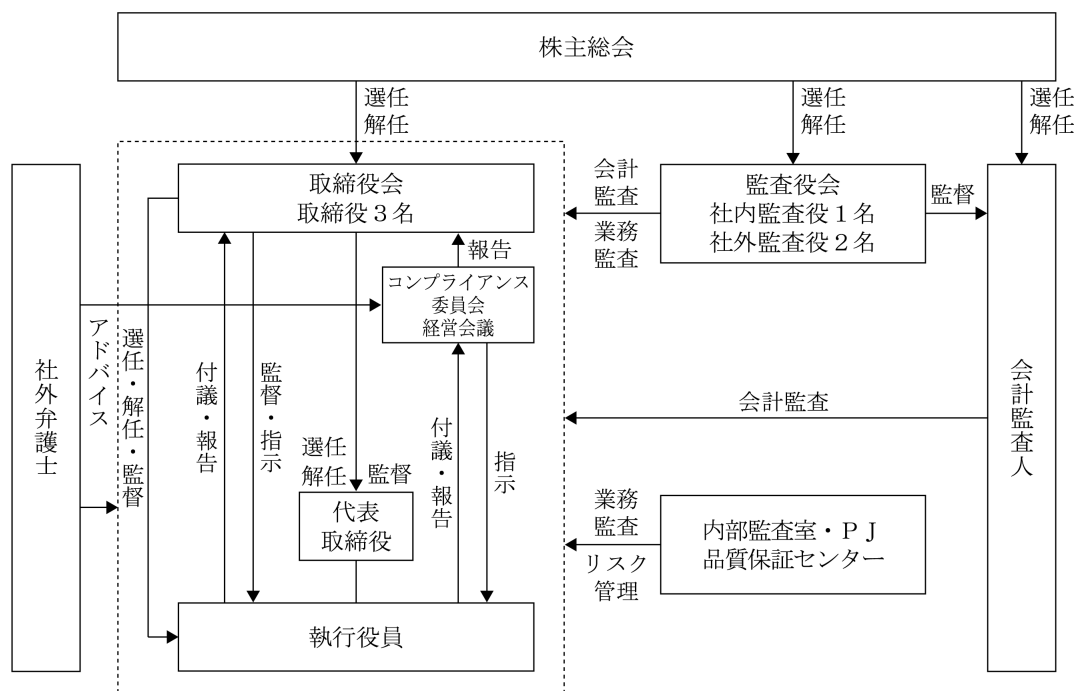 株主総会
選任
解任
選任
解任
選任
解任
取締役会
取締役３名
会計
監査
業務
監査
監査役会
社内監査役１名
社外監査役２名
監督
報告
コンプライアンス
委員会
経営会議
社外弁護士
アドバイス
選任・解任・監督
付議・報告
監督・指示
選任
解任
監督
付議・報告
指示
会計監査
会計監査人
代表
取締役
業務
監査
リスク
管理
内部監査室・ＰＪ
品質保証センター
執行役員